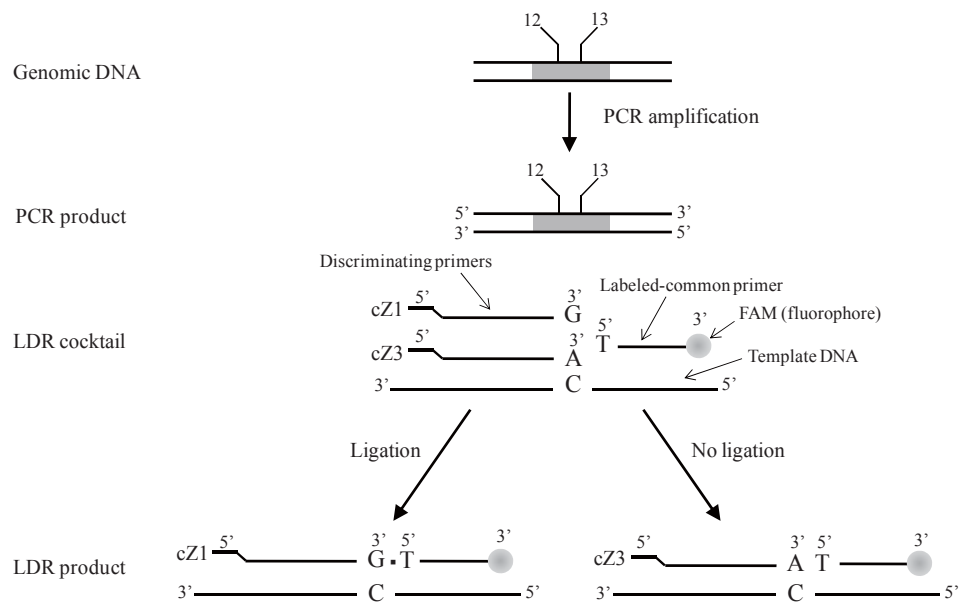 12 13
Genomic DNA
PCR amplification
12 13
PCR product
5’ 3’
3’ 5’
Discriminating primers
Labeled-common primer
cZ1 5’ 3’
G
5’ 3’
FAM (fluorophore)
LDR cocktail
T
cZ3 5’ 3’
A
Template DNA
3’ C 5’
Ligation
No ligation
LDR product
cZ1 5’ 3’ 5’ 3’
G T
3’ C 5’
cZ3 5’ 3’ 5’ 3’
A T
3’ C 5’